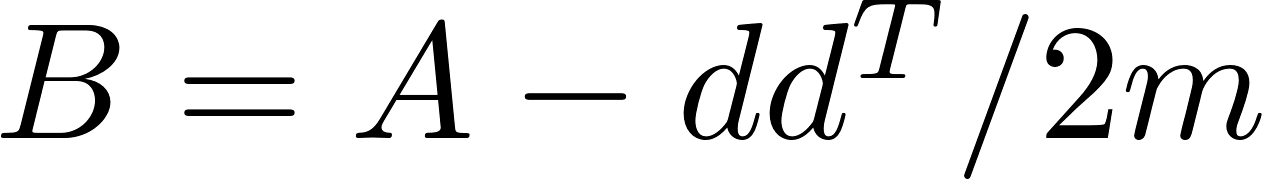 B = A − dd^T/2m